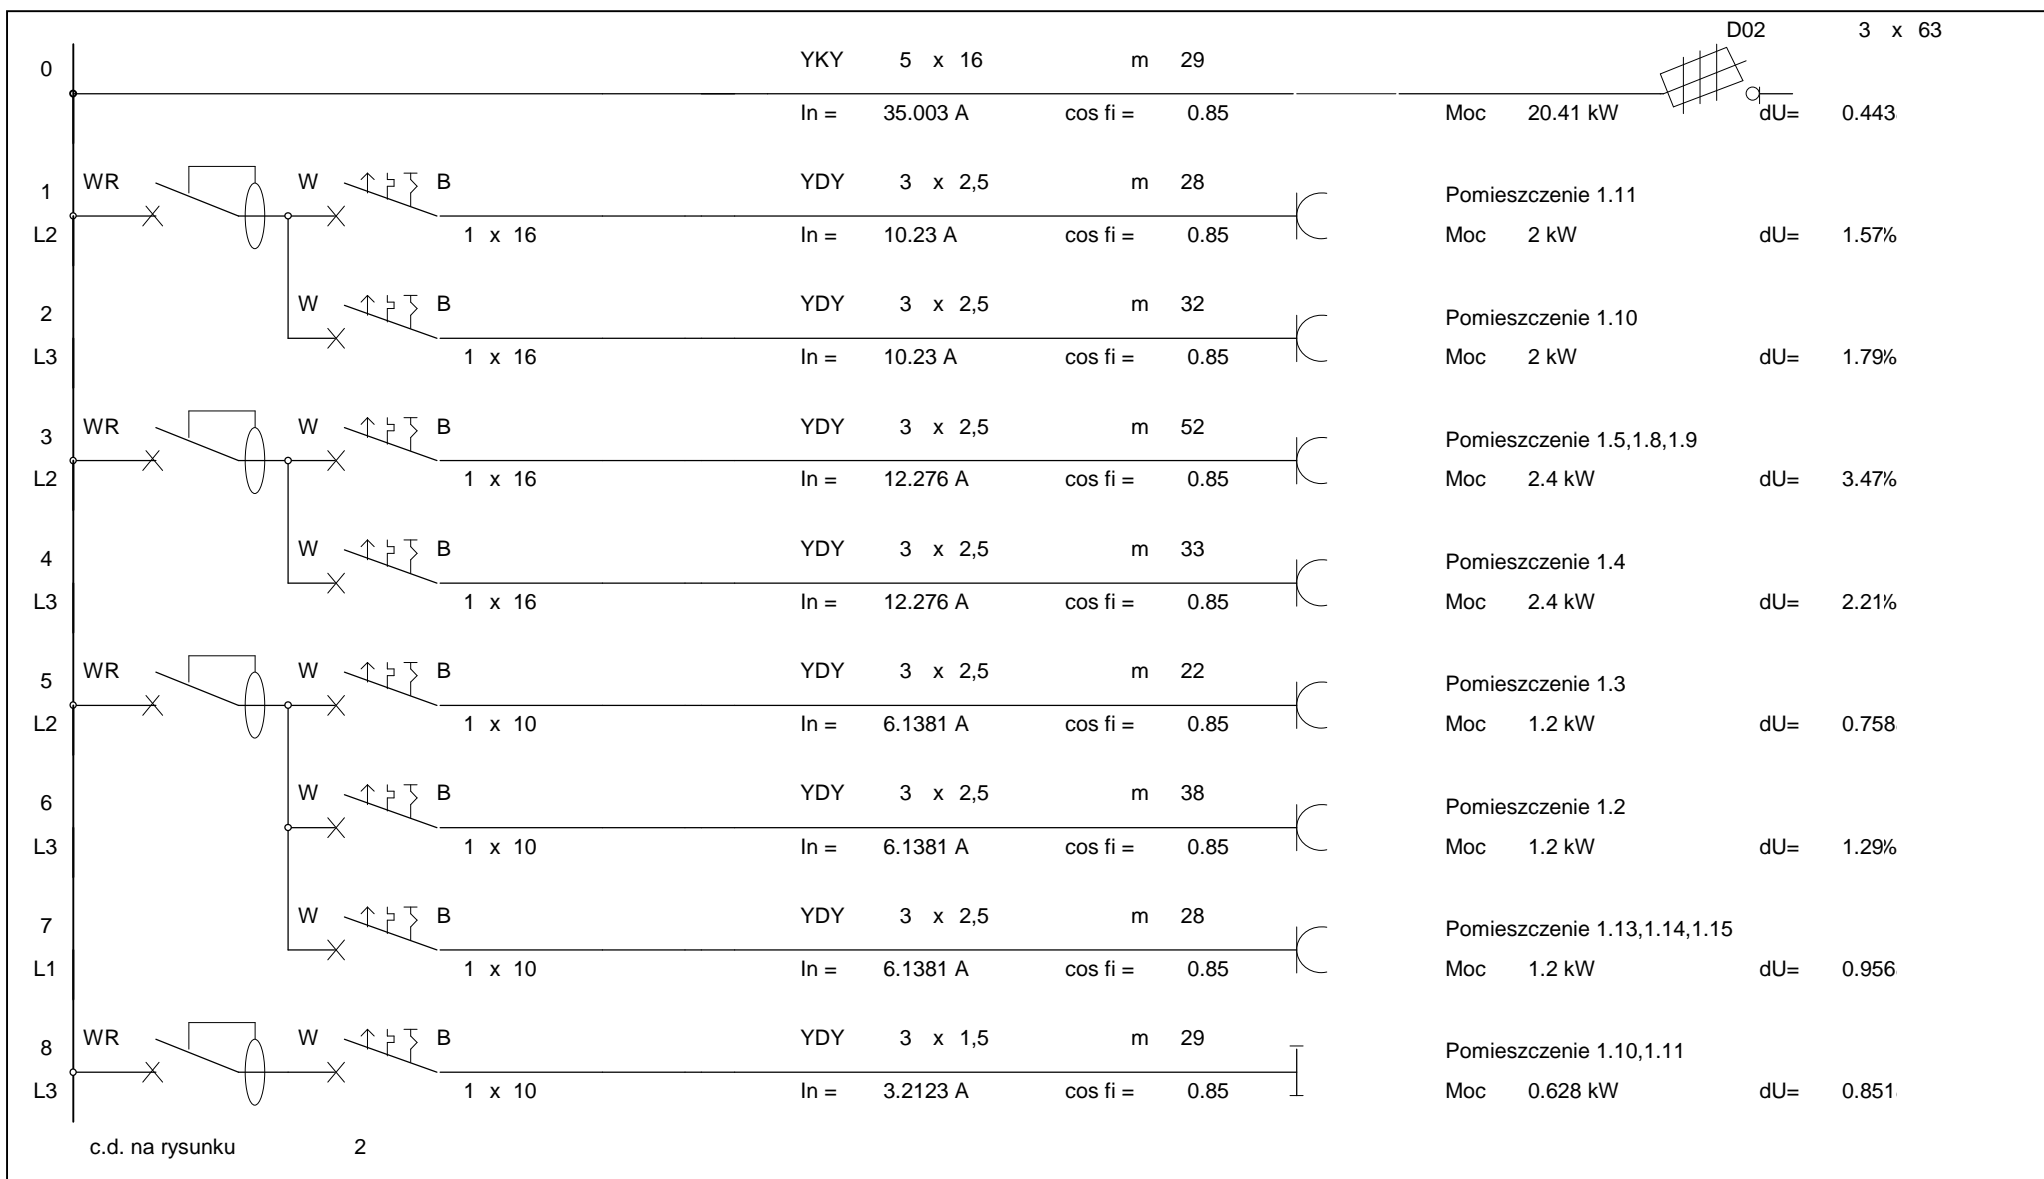 D02 3 x 63
0 YKY 5 x 16 m 29
In = 35.003 A cos fi = 0.85 Moc 20.41 kW dU= 0.443
1 WR W B YDY 3 x 2,5 m 28 Pomieszczenie 1.11
L2 1 x 16 In = 10.23 A cos fi = 0.85 Moc 2 kW dU= 1.57%
2 W B YDY 3 x 2,5 m 32 Pomieszczenie 1.10
L3 1 x 16 In = 10.23 A cos fi = 0.85 Moc 2 kW dU= 1.79%
3 WR W B YDY 3 x 2,5 m 52 Pomieszczenie 1.5,1.8,1.9
L2 1 x 16 In = 12.276 A cos fi = 0.85 Moc 2.4 kW dU= 3.47%
4 W B YDY 3 x 2,5 m 33 Pomieszczenie 1.4
L3 1 x 16 In = 12.276 A cos fi = 0.85 Moc 2.4 kW dU= 2.21%
5 WR W B YDY 3 x 2,5 m 22 Pomieszczenie 1.3
L2 1 x 10 In = 6.1381 A cos fi = 0.85 Moc 1.2 kW dU= 0.758
6 W B YDY 3 x 2,5 m 38 Pomieszczenie 1.2
L3 1 x 10 In = 6.1381 A cos fi = 0.85 Moc 1.2 kW dU= 1.29%
7 W B YDY 3 x 2,5 m 28 Pomieszczenie 1.13,1.14,1.15
L1 1 x 10 In = 6.1381 A cos fi = 0.85 Moc 1.2 kW dU= 0.956
8 WR W B YDY 3 x 1,5 m 29 Pomieszczenie 1.10,1.11
L3 1 x 10 In = 3.2123 A cos fi = 0.85 Moc 0.628 kW dU= 0.851
c.d. na rysunku 2